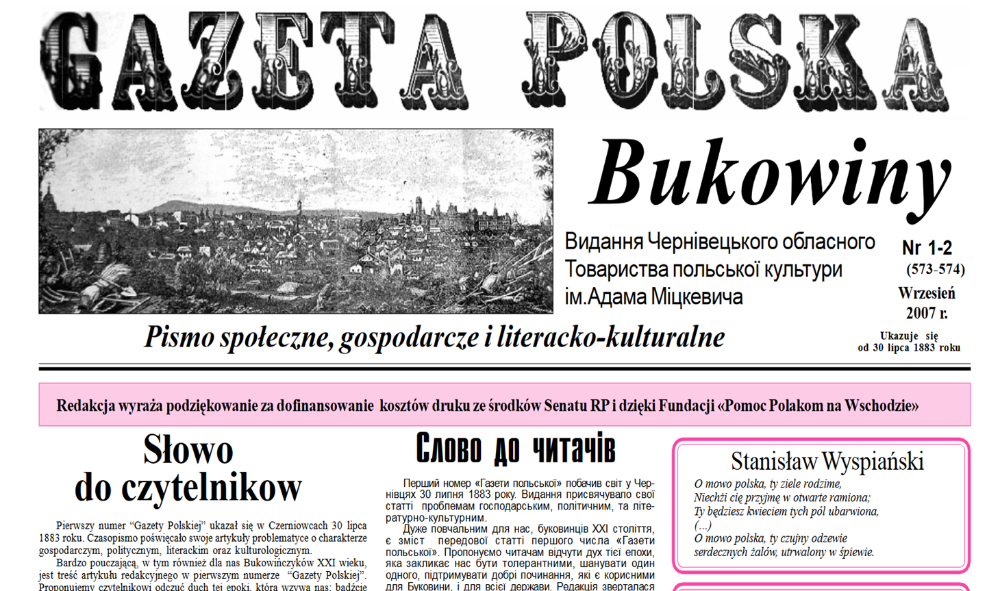 GAZETA POLSKA
Bukowiny
Видання Чернівецького обласного
Товариства польської культури
ім.Адама Міцкевича
Nr 1-2
(573-574)
Wrzesień
2007 r.
Pismo społeczne, gospodarcze i literacko-kulturalne
Ukazuje się
od 30 lipca 1883 roku
Redakcja wyraża podziękowanie za dofinansowanie kosztów druku ze środków Senatu RP i dzięki Fundacji «Pomoc Polakom na Wschodzie»
Słowo
do czytelnikow
Pierwszy numer “Gazety Polskiej” ukazał się w Czerniowcach 30 lipca
1883 roku. Czasopismo poświęcało swoje artykuły problematyce o charakterze
gospodarczym, politycznym, literackim oraz kulturologicznym.
Bardzo pouczającą, w tym również dla nas Bukowińczyków XXI wieku,
jest treść artykułu redakcyjnego w pierwszym numerze “Gazety Polskiej”.
Proponujemy czytelnikowi odczuć duch tej epoki, która wzywa nas: bądźcie
Слово до читачів
Перший номер «Газети польської» побачив світ у Чер-
нівцях 30 липня 1883 року. Видання присвячувало свої
статті проблемам господарським, політичним, та літе-
ратурно-культурним.
Дуже повчальним для нас, буковинців XXI століття,
є зміст передової статті першого числа «Газети
польської». Пропонуємо читачам відчути дух тієї епохи,
яка закликає нас бути толерантними, шанувати один
одного, підтримувати добрі починання, які є корисними
для Буковини, і для всієї держави. Редакція зверталася
Stanisław Wyspiański
O mowo polska, ty ziele rodzime,
Niechżi cię przyjmę w otwarte ramiona;
Ty będziesz kwieciem tych pól ubarwiona,
(...)
O mowo polska, ty czujny odzewie
serdecznych żalów, utrwalony w śpiewie.